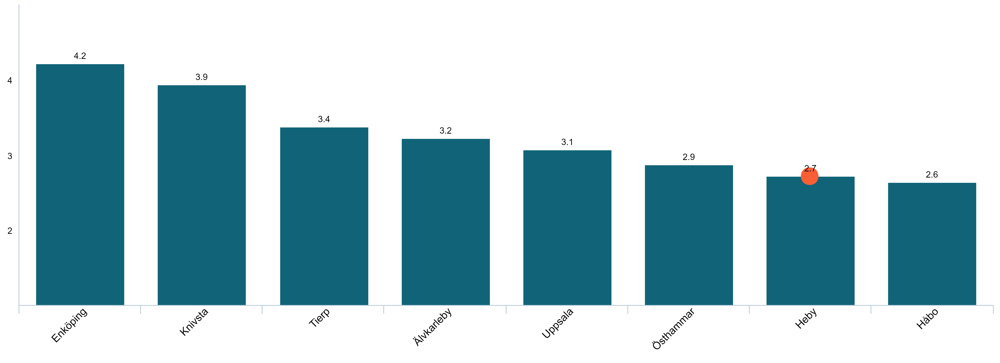 4.2
3.9
3.4
3.2
3.1
2.9
2.7
2.6
4
3
2
Enköping
Knivsta
Tierp
Älvkarleby
Uppsala
Östhammar
Heby
Håbo